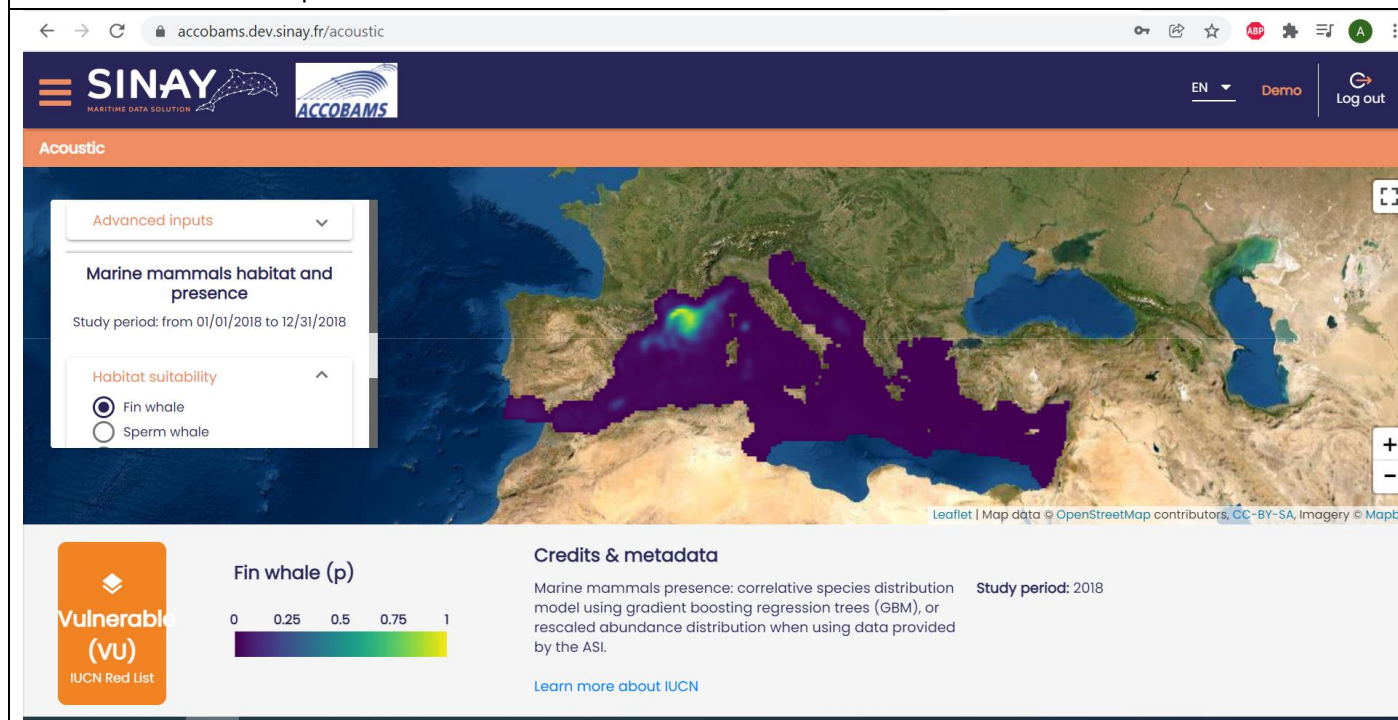 accobams.dev.sinay.fr/acoustic
ABP
A
SINAY
MARITIME DATA SOLUTION
ACCOBAMS
EN
Demo
Log out
Acoustic
Advanced inputs
Marine mammals habitat and
presence
Study period: from 01/01/2018 to 12/31/2018
Habitat suitability
Fin whale
Sperm whale
+
−
Leaflet | Map data © OpenStreetMap contributors, CC-BY-SA, Imagery © Mapb
Vulnerable
(VU)
IUCN Red List
Fin whale (p)
0 0.25 0.5 0.75 1
Credits & metadata
Marine mammals presence: correlative species distribution
model using gradient boosting regression trees (GBM), or
rescaled abundance distribution when using data provided
by the ASI.
Learn more about IUCN
Study period: 2018